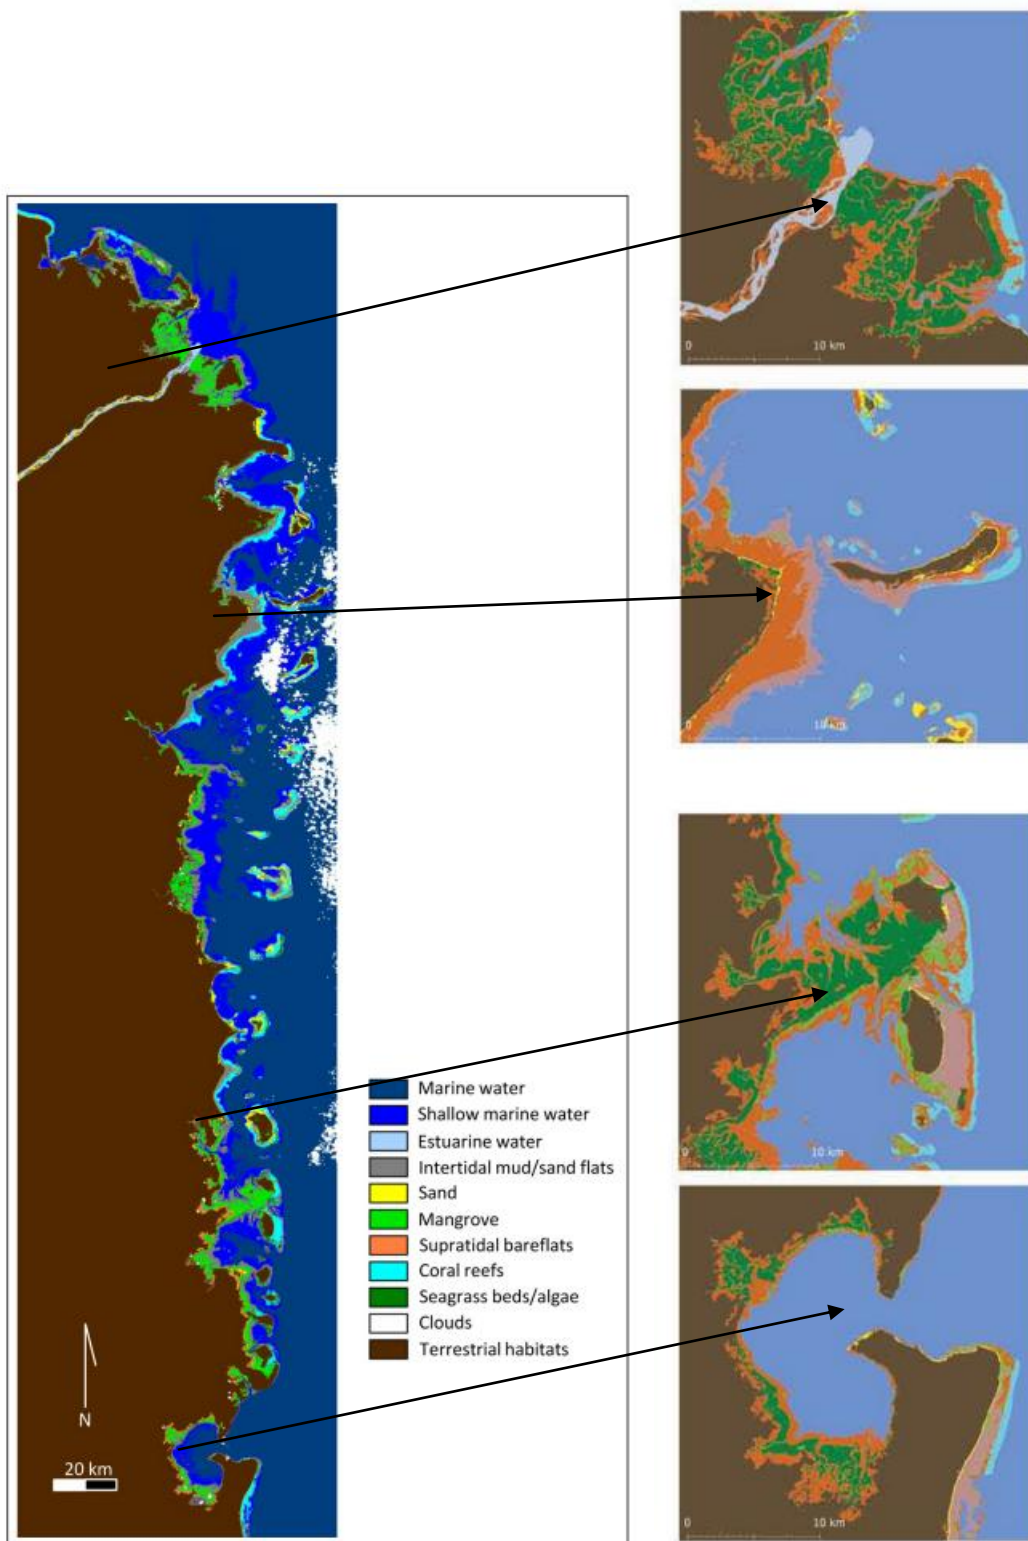 0
10 km
0
10 km
Marine water
Shallow marine water
Estuarine water
Intertidal mud/sand flats
Sand
Mangrove
Supratidal bareflats
Coral reefs
Seagrass beds/algae
Clouds
Terrestrial habitats
N
20 km
0
10 km
0
10 km